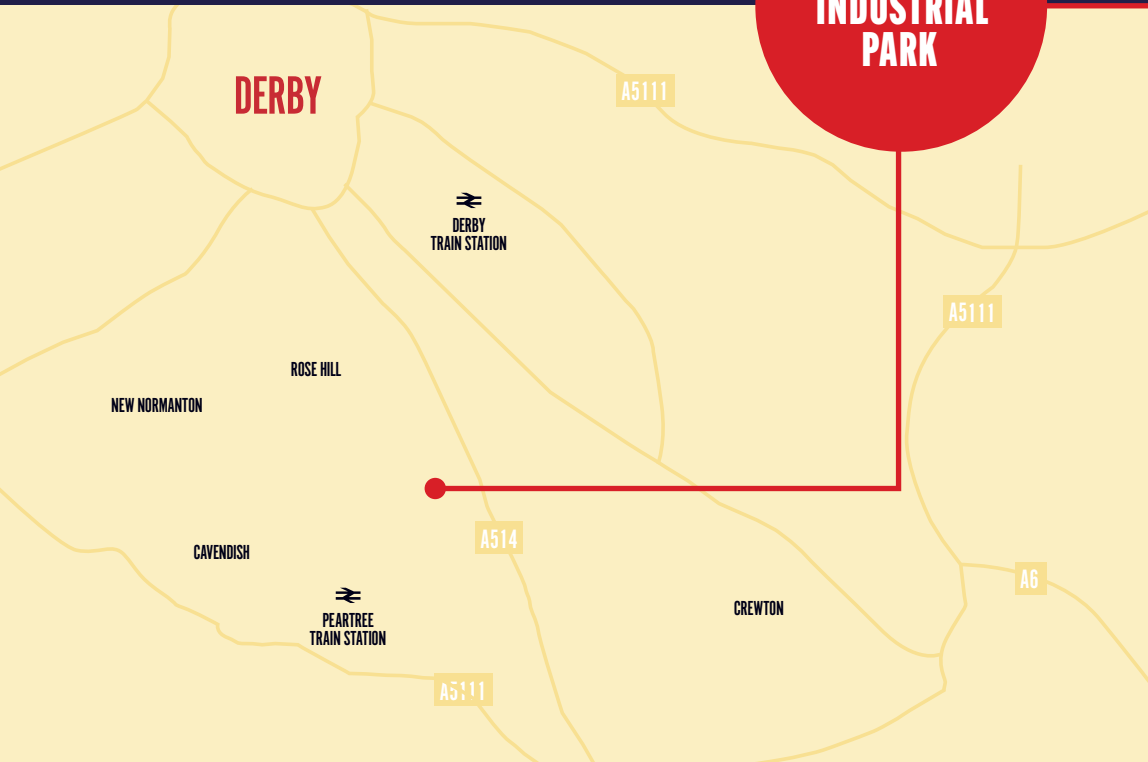 INDUSTRIAL
PARK
DERBY
A5111
DERBY
TRAIN STATION
A5111
ROSE HILL
NEW NORMANTON
A514
CAVENDISH
A6
PEARTREE
TRAIN STATION
CREWTON
A5111